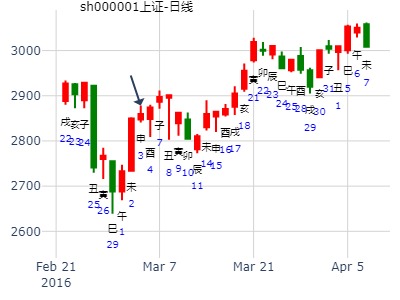 sh000001上证-日线
3000
2900
2800
2700
2600
戌 亥 子 丑 寅 巳 午 未 申 酉 子 丑 寅 卯 辰 未 申 酉 戌 亥 寅 卯 辰 巳 午 酉 戌 亥 子 丑 巳 午 未
22 23 24 25 26 29 1 2 3 4 7 8 9 10 11 14 15 16 17 18 21 22 23 24 25 28 29 30 31 1 5 6 7
Feb 21 Mar 7 Mar 21 Apr 5
2016